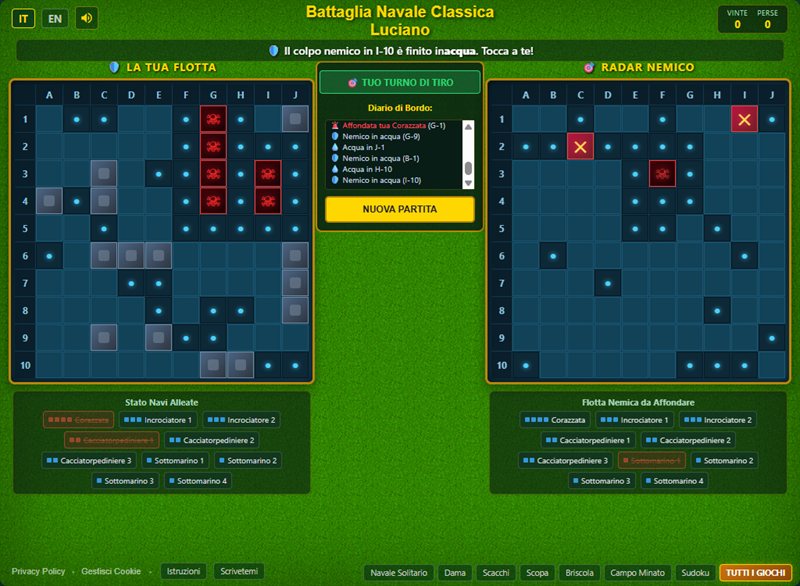 IT EN
Battaglia Navale Classica
Luciano
VINTE PERSE
0 0
Il colpo nemico in I-10 è finito inacqua. Tocca a te!
LA TUA FLOTTA
A B C D E F G H I J
1
2
3
4
5
6
7
8
9
10
Stato Navi Alleate
Corazzata Incrociatore 1 Incrociatore 2
Cacciatorpediniere 1 Cacciatorpediniere 2
Cacciatorpediniere 3 Sottomarino 1 Sottomarino 2
Sottomarino 3 Sottomarino 4
TUO TURNO DI TIRO
Diario di Bordo:
Affondata tua Corazzata (G-1)
Nemico in acqua (G-9)
Acqua in J-1
Nemico in acqua (B-1)
Acqua in H-10
Nemico in acqua (I-10)
NUOVA PARTITA
RADAR NEMICO
A B C D E F G H I J
1
2
3
4
5
6
7
8
9
10
Flotta Nemica da Affondare
Corazzata Incrociatore 1 Incrociatore 2
Cacciatorpediniere 1 Cacciatorpediniere 2
Cacciatorpediniere 3 Sottomarino 1 Sottomarino 2
Sottomarino 3 Sottomarino 4
Privacy Policy • Gestisci Cookie • Istruzioni Scrivetemi
Navale Solitario Dama Scacchi Scopa Briscola Campo Minato Sudoku TUTTI I GIOCHI